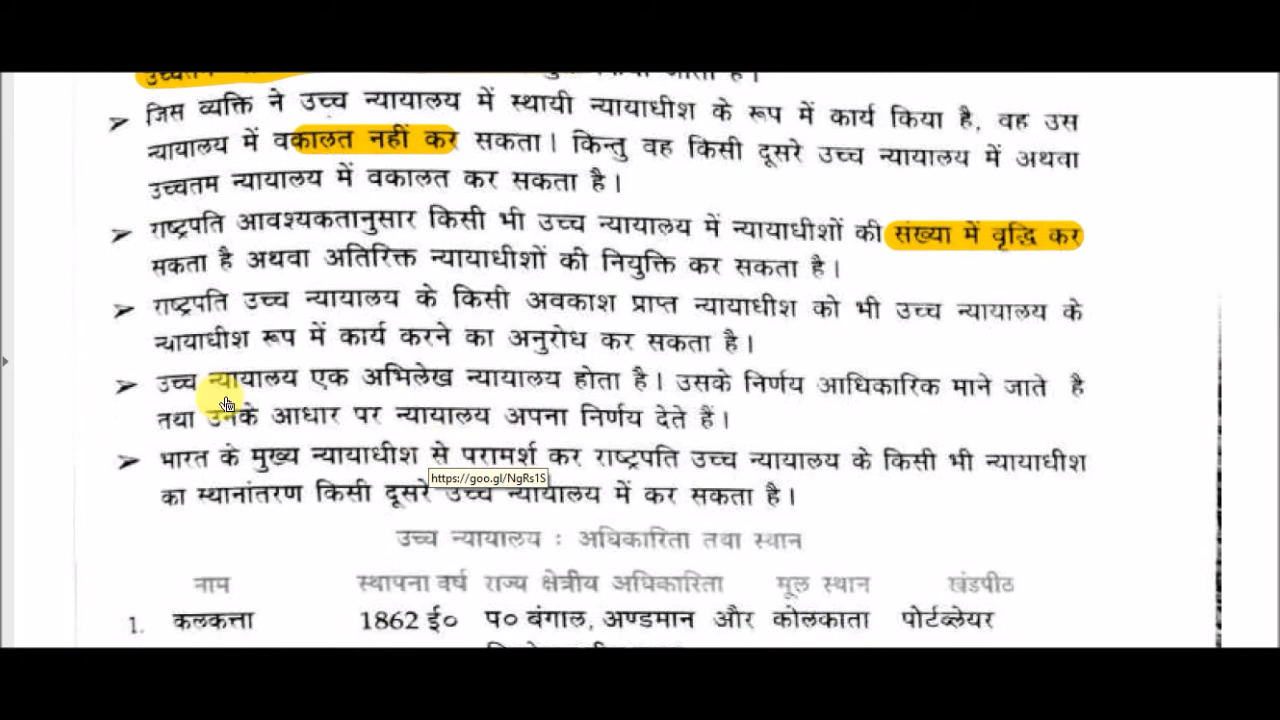 उच्चतम जाता है।
जिस व्यक्ति ने उच्च न्यायालय में स्थायी न्यायाधीश के रूप में कार्य किया है, वह उस
न्यायालय में वकालत नहीं कर सकता। किन्तु वह किसी दूसरे उच्च न्यायालय में अथवा
उच्चतम न्यायालय में वकालत कर सकता है।
राष्ट्रपति आवश्यकतानुसार किसी भी उच्च न्यायालय में न्यायाधीशों की संख्या में वृद्धि कर
सकता है अथवा अतिरिक्त न्यायाधीशों की नियुक्ति कर सकता है।
राष्ट्रपति उच्च न्यायालय के किसी अवकाश प्राप्त न्यायाधीश को भी उच्च न्यायालय के
न्यायाधीश रूप में कार्य करने का अनुरोध कर सकता है।
उच्च न्यायालय एक अभिलेख न्यायालय होता है। उसके निर्णय आधिकारिक माने जाते है
तथा उनके आधार पर न्यायालय अपना निर्णय देते हैं।
भारत के मुख्य न्यायाधीश से परामर्श कर राष्ट्रपति उच्च न्यायालय के किसी भी न्यायाधीश
https://goo.gl/NgRs1S
का स्थानांतरण किसी दूसरे उच्च न्यायालय में कर सकता है।
उच्च न्यायालय : अधिकारिता तथा स्थान
नाम स्थापना वर्ष राज्य क्षेत्रीय अधिकारिता मूल स्थान खंडपीठ
1. कलकत्ता 1862 ई० प० बंगाल, अण्डमान और कोलकाता पोर्टब्लेयर